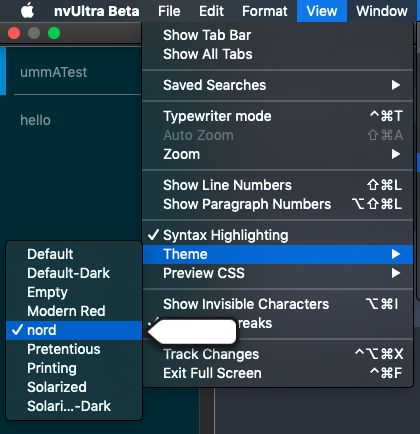 nvUltra Beta File Edit Format View Window
ummATest
hello
Show Tab Bar
Show All Tabs
Saved Searches
Typewriter mode ^⌘T
Auto Zoom ⇧⌘A
Zoom
Show Line Numbers ⇧⌘L
Show Paragraph Numbers ⌥⇧⌘L
✓ Syntax Highlighting
Theme
Preview CSS
Show Invisible Characters ⌥⌘I
reaks
Track Changes ^⌥⌘X
Exit Full Screen ^⌘F
Default
Default-Dark
Empty
Modern Red
✓ nord
Pretentious
Printing
Solarized
Solari...-Dark